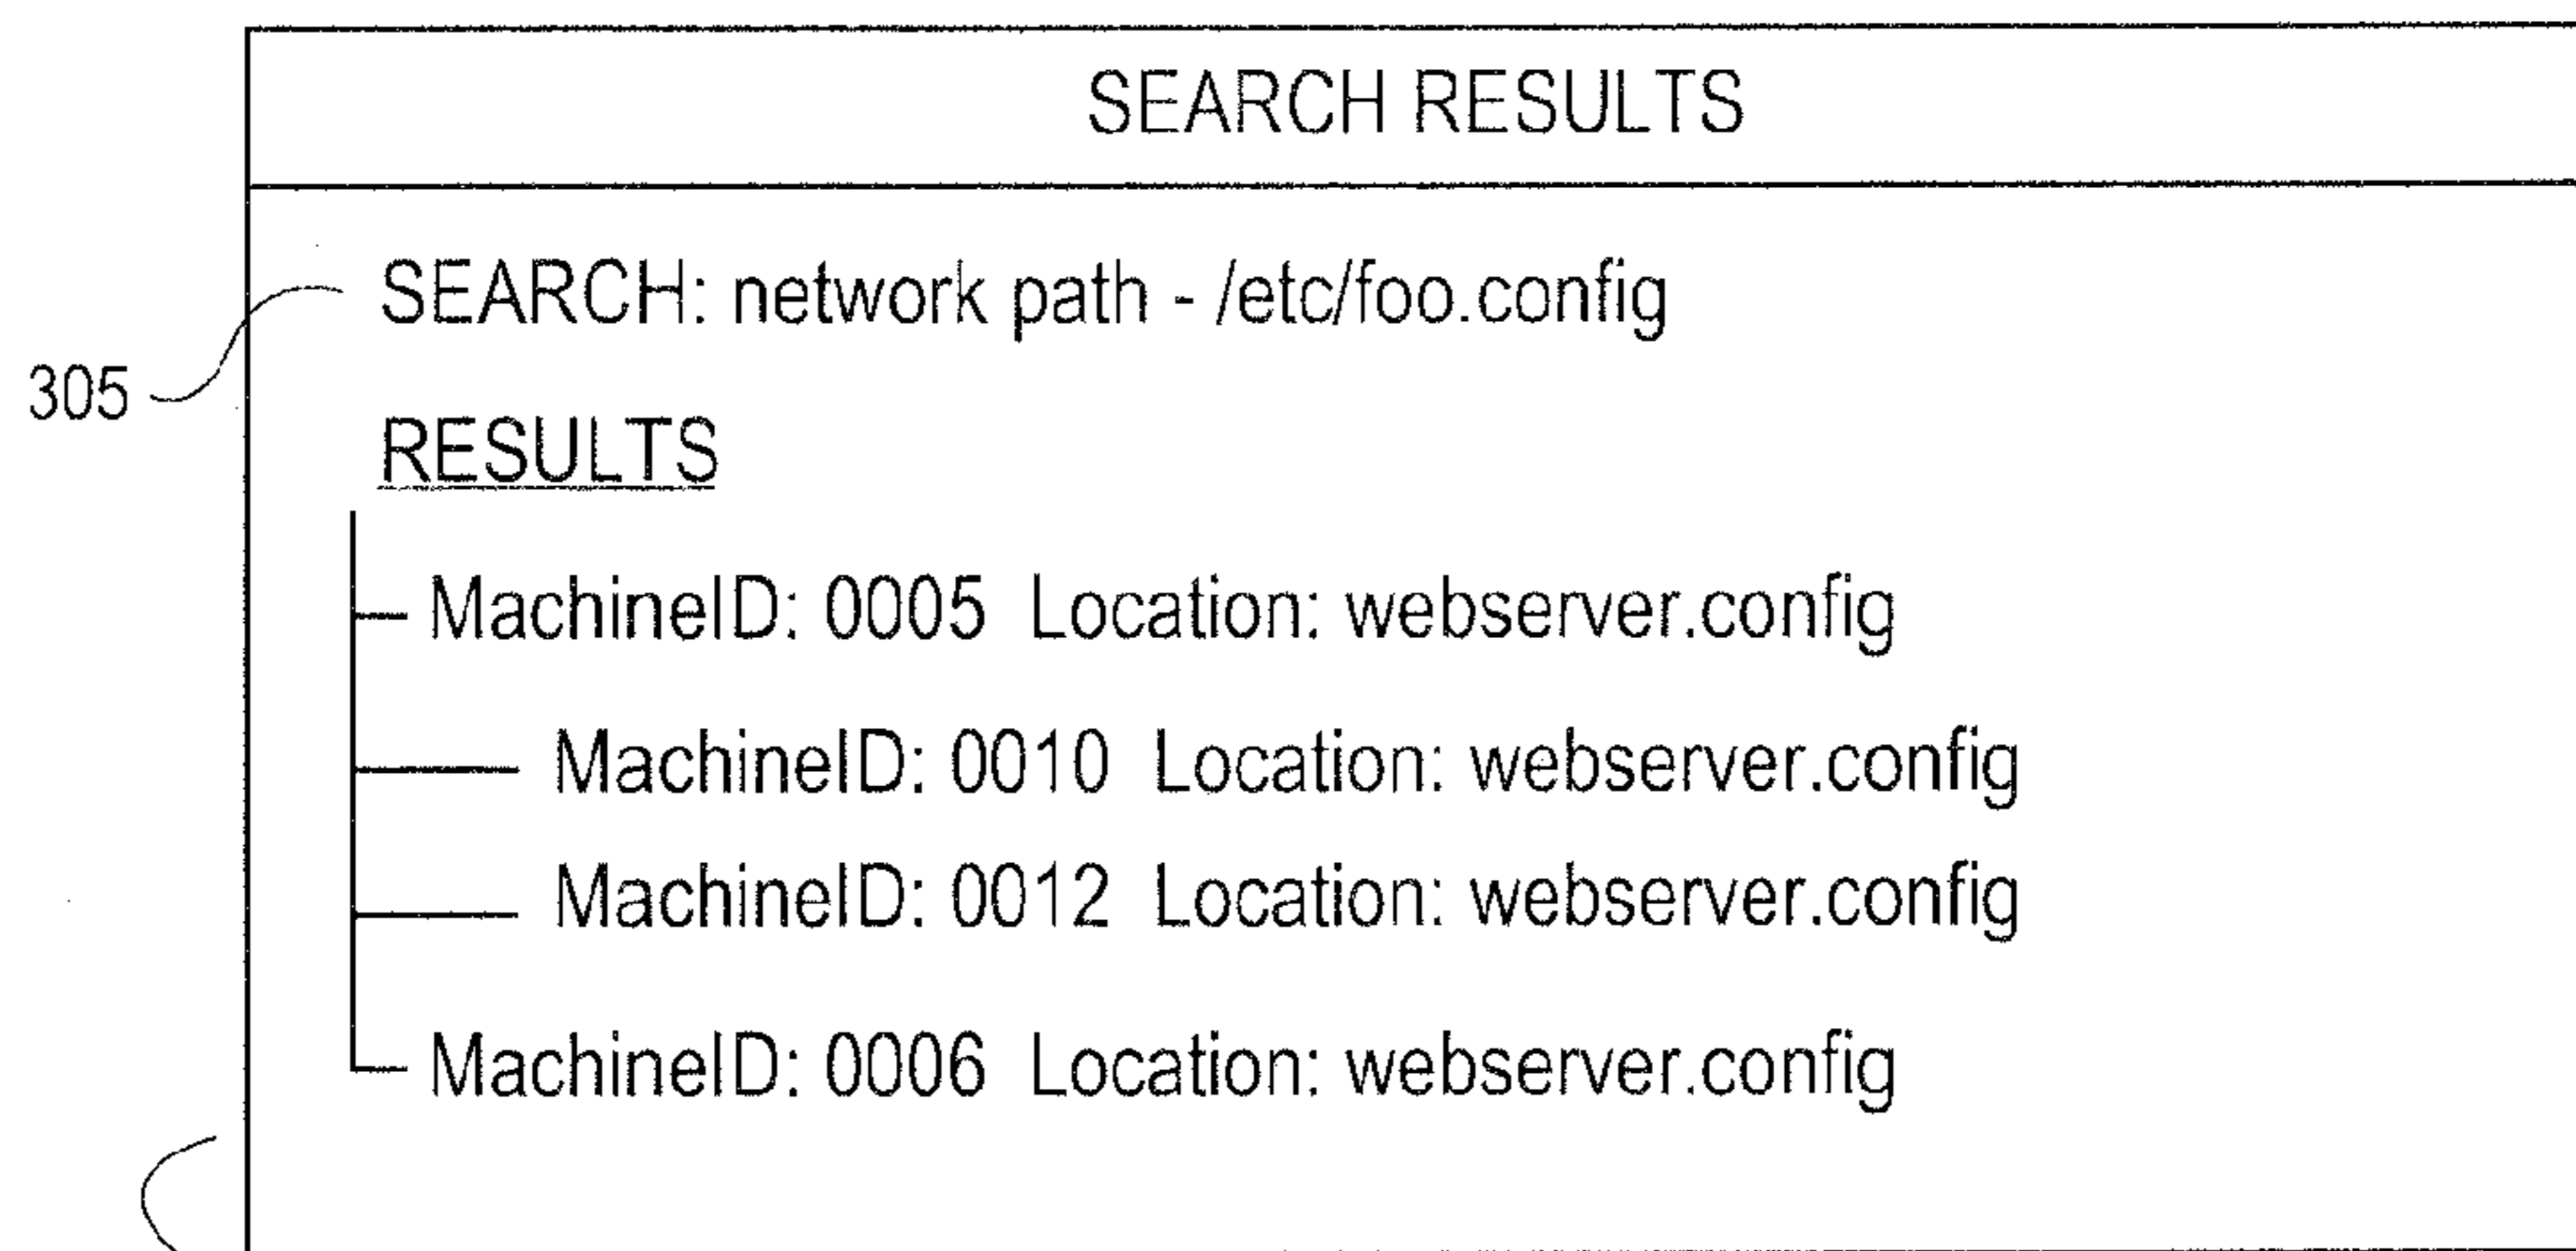 SEARCH RESULTS
SEARCH: network path - /etc/foo.config
305
RESULTS
MachineID: 0005 Location: webserver.config
MachineID: 0010 Location: webserver.config
MachineID: 0012 Location: webserver.config
MachineID: 0006 Location: webserver.config